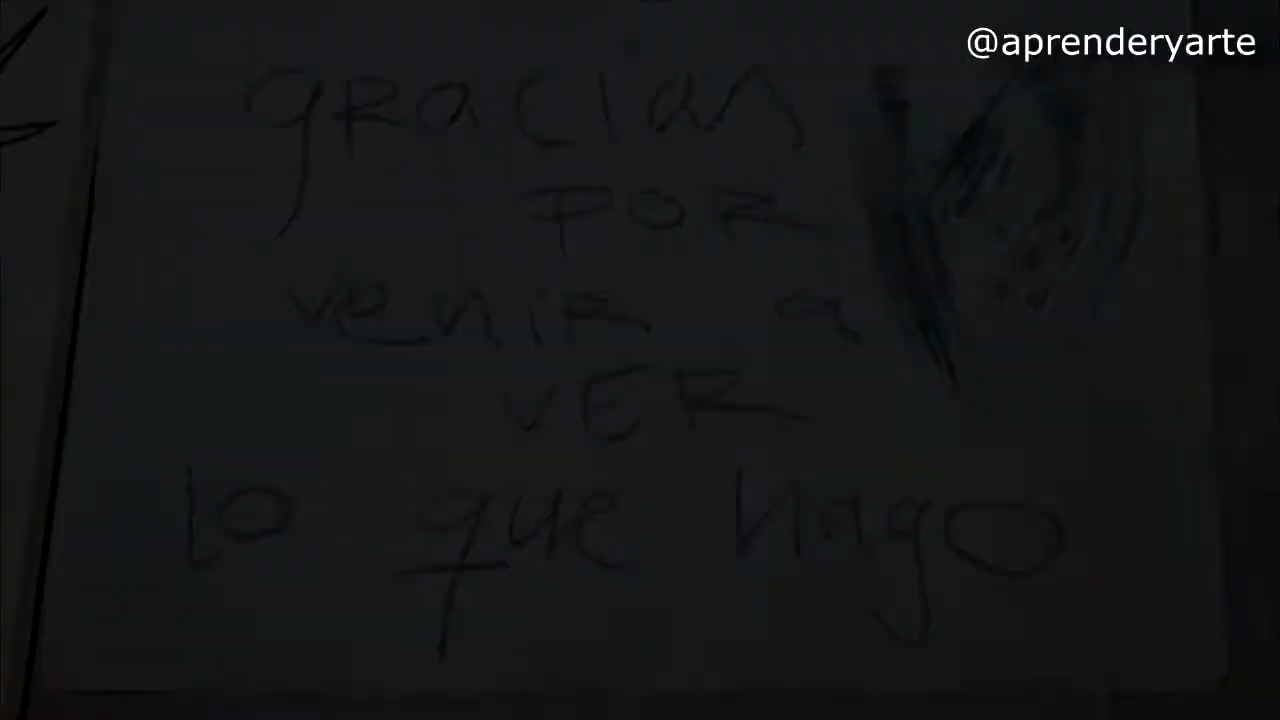 @aprenderyarte
gracias
POR
venir a
VER
lo que hago